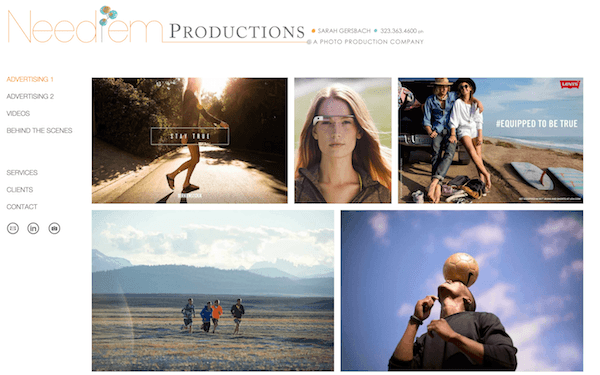 Needlem PRODUCTIONS
SARAH GERSBACH 323.363.4600 ph
@ A PHOTO PRODUCTION COMPANY
ADVERTISING 1
ADVERTISING 2
VIDEOS
BEHIND THE SCENES
SERVICES
CLIENTS
CONTACT
STAY TRUE
LEVI'S
#EQUIPPED TO BE TRUE